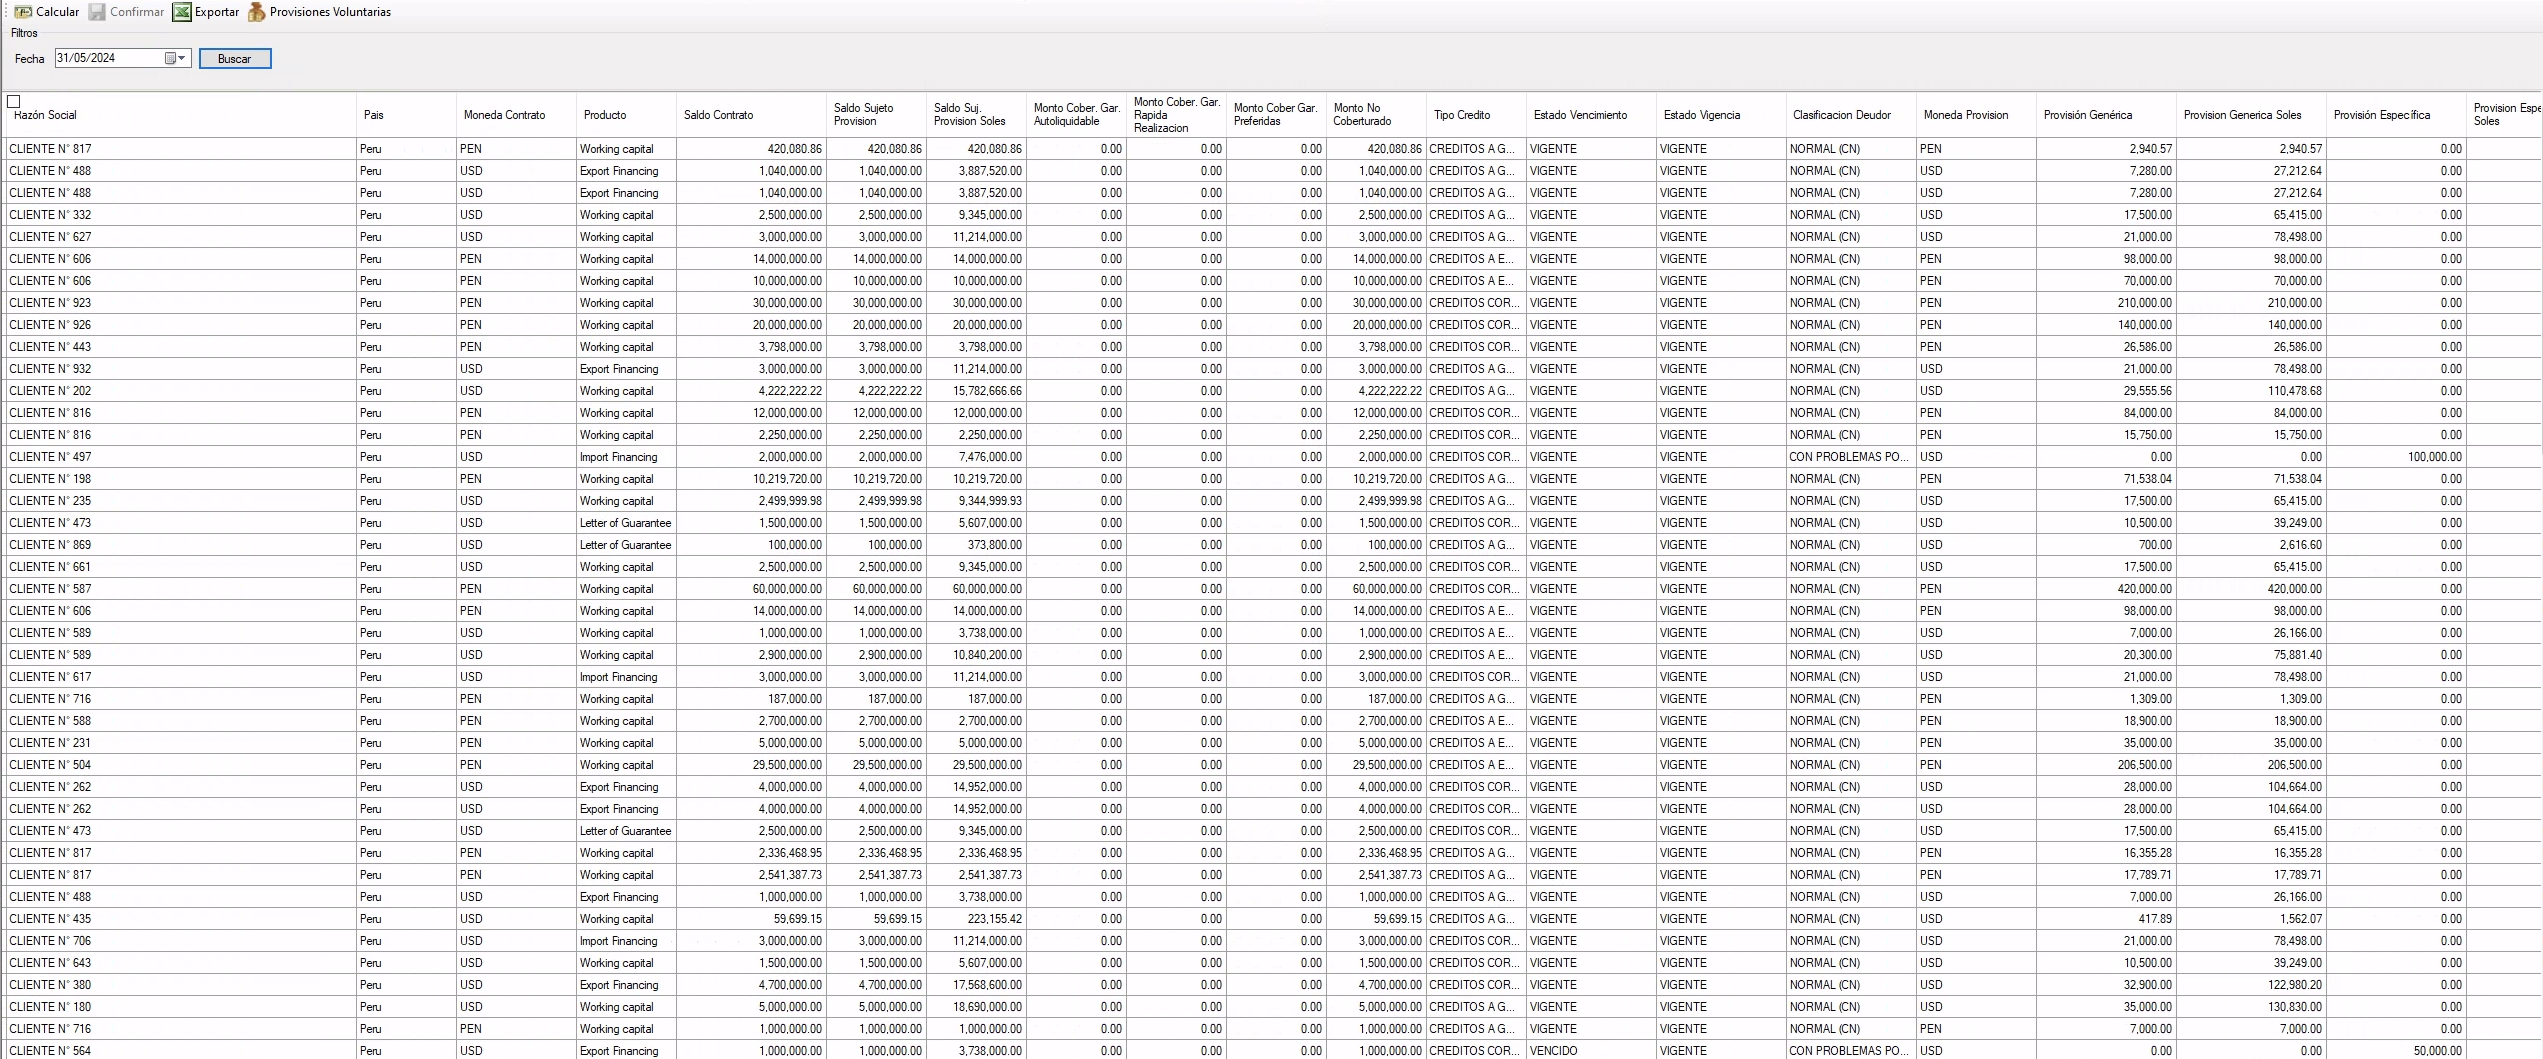 Calcular Confirmar Exportar Provisiones Voluntarias
Filtros
Fecha 31/05/2024 Buscar
Razón Social Pais Moneda Contrato Producto Saldo Contrato Saldo Sujeto Provision Saldo Suj. Provision Soles Monto Cober. Gar. Autoliquidable Monto Cober. Gar. Rapida Realizacion Monto Cober Gar. Preferidas Monto No Coberturado Tipo Credito Estado Vencimiento Estado Vigencia Clasificacion Deudor Moneda Provision Provisión Genérica Provision Generica Soles Provisión Específica Provision Espe Soles
CLIENTE N° 817 Peru PEN Working capital 420,080.86 420,080.86 420,080.86 0.00 0.00 0.00 420,080.86 CREDITOS A G... VIGENTE VIGENTE NORMAL (CN) PEN 2,940.57 2,940.57 0.00
CLIENTE N° 488 Peru USD Export Financing 1,040,000.00 1,040,000.00 3,887,520.00 0.00 0.00 0.00 1,040,000.00 CREDITOS A G... VIGENTE VIGENTE NORMAL (CN) USD 7,280.00 27,212.64 0.00
CLIENTE N° 488 Peru USD Export Financing 1,040,000.00 1,040,000.00 3,887,520.00 0.00 0.00 0.00 1,040,000.00 CREDITOS A G... VIGENTE VIGENTE NORMAL (CN) USD 7,280.00 27,212.64 0.00
CLIENTE N° 332 Peru USD Working capital 2,500,000.00 2,500,000.00 9,345,000.00 0.00 0.00 0.00 2,500,000.00 CREDITOS A G... VIGENTE VIGENTE NORMAL (CN) USD 17,500.00 65,415.00 0.00
CLIENTE N° 627 Peru USD Working capital 3,000,000.00 3,000,000.00 11,214,000.00 0.00 0.00 0.00 3,000,000.00 CREDITOS A G... VIGENTE VIGENTE NORMAL (CN) USD 21,000.00 78,498.00 0.00
CLIENTE N° 606 Peru PEN Working capital 14,000,000.00 14,000,000.00 14,000,000.00 0.00 0.00 0.00 14,000,000.00 CREDITOS A E... VIGENTE VIGENTE NORMAL (CN) PEN 98,000.00 98,000.00 0.00
CLIENTE N° 606 Peru PEN Working capital 10,000,000.00 10,000,000.00 10,000,000.00 0.00 0.00 0.00 10,000,000.00 CREDITOS A E... VIGENTE VIGENTE NORMAL (CN) PEN 70,000.00 70,000.00 0.00
CLIENTE N° 923 Peru PEN Working capital 30,000,000.00 30,000,000.00 30,000,000.00 0.00 0.00 0.00 30,000,000.00 CREDITOS COR... VIGENTE VIGENTE NORMAL (CN) PEN 210,000.00 210,000.00 0.00
CLIENTE N° 926 Peru PEN Working capital 20,000,000.00 20,000,000.00 20,000,000.00 0.00 0.00 0.00 20,000,000.00 CREDITOS COR... VIGENTE VIGENTE NORMAL (CN) PEN 140,000.00 140,000.00 0.00
CLIENTE N° 443 Peru PEN Working capital 3,798,000.00 3,798,000.00 3,798,000.00 0.00 0.00 0.00 3,798,000.00 CREDITOS COR... VIGENTE VIGENTE NORMAL (CN) PEN 26,586.00 26,586.00 0.00
CLIENTE N° 932 Peru USD Export Financing 3,000,000.00 3,000,000.00 11,214,000.00 0.00 0.00 0.00 3,000,000.00 CREDITOS COR... VIGENTE VIGENTE NORMAL (CN) USD 21,000.00 78,498.00 0.00
CLIENTE N° 202 Peru USD Working capital 4,222,222.22 4,222,222.22 15,782,666.66 0.00 0.00 0.00 4,222,222.22 CREDITOS A G... VIGENTE VIGENTE NORMAL (CN) USD 29,555.56 110,478.68 0.00
CLIENTE N° 816 Peru PEN Working capital 12,000,000.00 12,000,000.00 12,000,000.00 0.00 0.00 0.00 12,000,000.00 CREDITOS COR... VIGENTE VIGENTE NORMAL (CN) PEN 84,000.00 84,000.00 0.00
CLIENTE N° 816 Peru PEN Working capital 2,250,000.00 2,250,000.00 2,250,000.00 0.00 0.00 0.00 2,250,000.00 CREDITOS COR... VIGENTE VIGENTE NORMAL (CN) PEN 15,750.00 15,750.00 0.00
CLIENTE N° 497 Peru USD Import Financing 2,000,000.00 2,000,000.00 7,476,000.00 0.00 0.00 0.00 2,000,000.00 CREDITOS COR... VIGENTE VIGENTE CON PROBLEMAS PO... USD 0.00 0.00 100,000.00
CLIENTE N° 198 Peru PEN Working capital 10,219,720.00 10,219,720.00 10,219,720.00 0.00 0.00 0.00 10,219,720.00 CREDITOS A G... VIGENTE VIGENTE NORMAL (CN) PEN 71,538.04 71,538.04 0.00
CLIENTE N° 235 Peru USD Working capital 2,499,999.98 2,499,999.98 9,344,999.93 0.00 0.00 0.00 2,499,999.98 CREDITOS A G... VIGENTE VIGENTE NORMAL (CN) USD 17,500.00 65,415.00 0.00
CLIENTE N° 473 Peru USD Letter of Guarantee 1,500,000.00 1,500,000.00 5,607,000.00 0.00 0.00 0.00 1,500,000.00 CREDITOS COR... VIGENTE VIGENTE NORMAL (CN) USD 10,500.00 39,249.00 0.00
CLIENTE N° 869 Peru USD Letter of Guarantee 100,000.00 100,000.00 373,800.00 0.00 0.00 0.00 100,000.00 CREDITOS A G... VIGENTE VIGENTE NORMAL (CN) USD 700.00 2,616.60 0.00
CLIENTE N° 661 Peru USD Working capital 2,500,000.00 2,500,000.00 9,345,000.00 0.00 0.00 0.00 2,500,000.00 CREDITOS COR... VIGENTE VIGENTE NORMAL (CN) USD 17,500.00 65,415.00 0.00
CLIENTE N° 587 Peru PEN Working capital 60,000,000.00 60,000,000.00 60,000,000.00 0.00 0.00 0.00 60,000,000.00 CREDITOS COR... VIGENTE VIGENTE NORMAL (CN) PEN 420,000.00 420,000.00 0.00
CLIENTE N° 606 Peru PEN Working capital 14,000,000.00 14,000,000.00 14,000,000.00 0.00 0.00 0.00 14,000,000.00 CREDITOS A E... VIGENTE VIGENTE NORMAL (CN) PEN 98,000.00 98,000.00 0.00
CLIENTE N° 589 Peru USD Working capital 1,000,000.00 1,000,000.00 3,738,000.00 0.00 0.00 0.00 1,000,000.00 CREDITOS A E... VIGENTE VIGENTE NORMAL (CN) USD 7,000.00 26,166.00 0.00
CLIENTE N° 589 Peru USD Working capital 2,900,000.00 2,900,000.00 10,840,200.00 0.00 0.00 0.00 2,900,000.00 CREDITOS A E... VIGENTE VIGENTE NORMAL (CN) USD 20,300.00 75,881.40 0.00
CLIENTE N° 617 Peru USD Import Financing 3,000,000.00 3,000,000.00 11,214,000.00 0.00 0.00 0.00 3,000,000.00 CREDITOS COR... VIGENTE VIGENTE NORMAL (CN) USD 21,000.00 78,498.00 0.00
CLIENTE N° 716 Peru PEN Working capital 187,000.00 187,000.00 187,000.00 0.00 0.00 0.00 187,000.00 CREDITOS A G... VIGENTE VIGENTE NORMAL (CN) PEN 1,309.00 1,309.00 0.00
CLIENTE N° 588 Peru PEN Working capital 2,700,000.00 2,700,000.00 2,700,000.00 0.00 0.00 0.00 2,700,000.00 CREDITOS A E... VIGENTE VIGENTE NORMAL (CN) PEN 18,900.00 18,900.00 0.00
CLIENTE N° 231 Peru PEN Working capital 5,000,000.00 5,000,000.00 5,000,000.00 0.00 0.00 0.00 5,000,000.00 CREDITOS A E... VIGENTE VIGENTE NORMAL (CN) PEN 35,000.00 35,000.00 0.00
CLIENTE N° 504 Peru PEN Working capital 29,500,000.00 29,500,000.00 29,500,000.00 0.00 0.00 0.00 29,500,000.00 CREDITOS A E... VIGENTE VIGENTE NORMAL (CN) PEN 206,500.00 206,500.00 0.00
CLIENTE N° 262 Peru USD Export Financing 4,000,000.00 4,000,000.00 14,952,000.00 0.00 0.00 0.00 4,000,000.00 CREDITOS COR... VIGENTE VIGENTE NORMAL (CN) USD 28,000.00 104,664.00 0.00
CLIENTE N° 262 Peru USD Export Financing 4,000,000.00 4,000,000.00 14,952,000.00 0.00 0.00 0.00 4,000,000.00 CREDITOS COR... VIGENTE VIGENTE NORMAL (CN) USD 28,000.00 104,664.00 0.00
CLIENTE N° 473 Peru USD Letter of Guarantee 2,500,000.00 2,500,000.00 9,345,000.00 0.00 0.00 0.00 2,500,000.00 CREDITOS COR... VIGENTE VIGENTE NORMAL (CN) USD 17,500.00 65,415.00 0.00
CLIENTE N° 817 Peru PEN Working capital 2,336,468.95 2,336,468.95 2,336,468.95 0.00 0.00 0.00 2,336,468.95 CREDITOS A G... VIGENTE VIGENTE NORMAL (CN) PEN 16,355.28 16,355.28 0.00
CLIENTE N° 817 Peru PEN Working capital 2,541,387.73 2,541,387.73 2,541,387.73 0.00 0.00 0.00 2,541,387.73 CREDITOS A G... VIGENTE VIGENTE NORMAL (CN) PEN 17,789.71 17,789.71 0.00
CLIENTE N° 488 Peru USD Export Financing 1,000,000.00 1,000,000.00 3,738,000.00 0.00 0.00 0.00 1,000,000.00 CREDITOS A G... VIGENTE VIGENTE NORMAL (CN) USD 7,000.00 26,166.00 0.00
CLIENTE N° 435 Peru USD Working capital 59,699.15 59,699.15 223,155.42 0.00 0.00 0.00 59,699.15 CREDITOS A G... VIGENTE VIGENTE NORMAL (CN) USD 417.89 1,562.07 0.00
CLIENTE N° 706 Peru USD Import Financing 3,000,000.00 3,000,000.00 11,214,000.00 0.00 0.00 0.00 3,000,000.00 CREDITOS COR... VIGENTE VIGENTE NORMAL (CN) USD 21,000.00 78,498.00 0.00
CLIENTE N° 643 Peru USD Working capital 1,500,000.00 1,500,000.00 5,607,000.00 0.00 0.00 0.00 1,500,000.00 CREDITOS COR... VIGENTE VIGENTE NORMAL (CN) USD 10,500.00 39,249.00 0.00
CLIENTE N° 380 Peru USD Export Financing 4,700,000.00 4,700,000.00 17,568,600.00 0.00 0.00 0.00 4,700,000.00 CREDITOS COR... VIGENTE VIGENTE NORMAL (CN) USD 32,900.00 122,980.20 0.00
CLIENTE N° 180 Peru USD Working capital 5,000,000.00 5,000,000.00 18,690,000.00 0.00 0.00 0.00 5,000,000.00 CREDITOS A G... VIGENTE VIGENTE NORMAL (CN) USD 35,000.00 130,830.00 0.00
CLIENTE N° 716 Peru PEN Working capital 1,000,000.00 1,000,000.00 1,000,000.00 0.00 0.00 0.00 1,000,000.00 CREDITOS A G... VIGENTE VIGENTE NORMAL (CN) PEN 7,000.00 7,000.00 0.00
CLIENTE N° 564 Peru USD Export Financing 1,000,000.00 1,000,000.00 3,738,000.00 0.00 0.00 0.00 1,000,000.00 CREDITOS COR... VENCIDO VIGENTE CON PROBLEMAS PO... USD 0.00 0.00 50,000.00